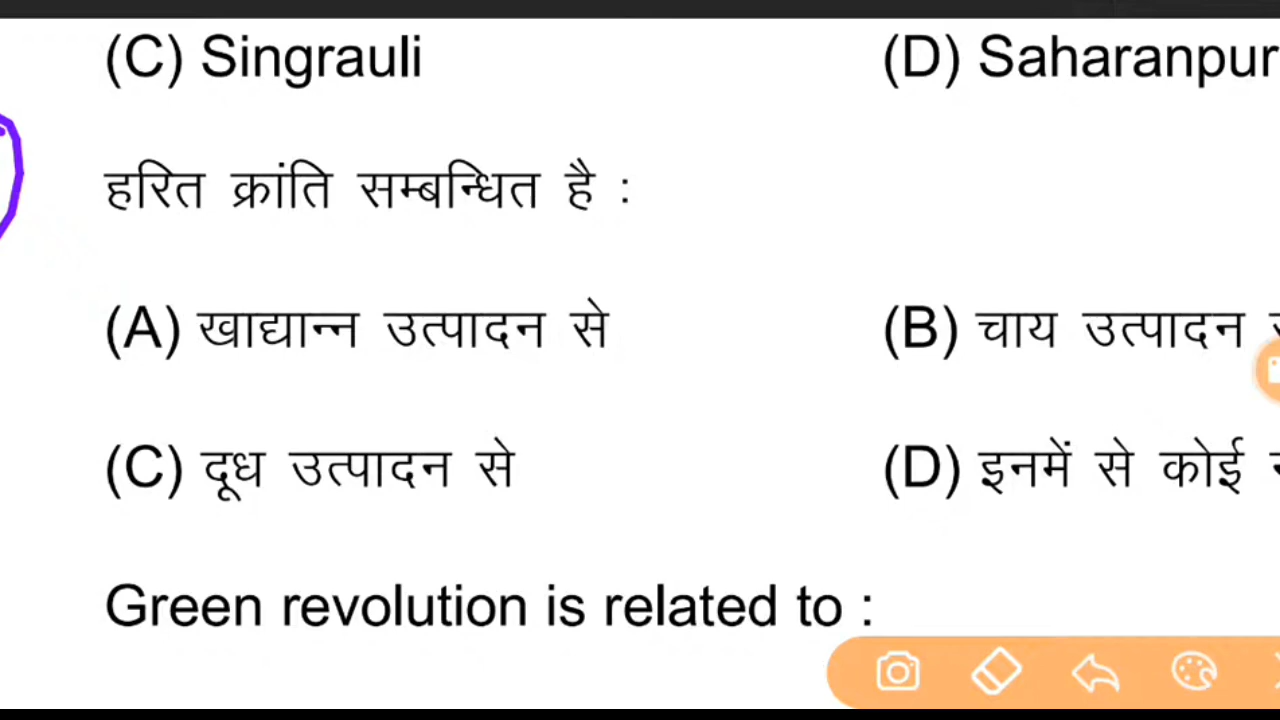 (C) Singrauli (D) Saharanpur
हरित क्रांति सम्बन्धित है :
(A) खाद्यान्न उत्पादन से (B) चाय उत्पादन
(C) दूध उत्पादन से (D) इनमें से कोई
Green revolution is related to :